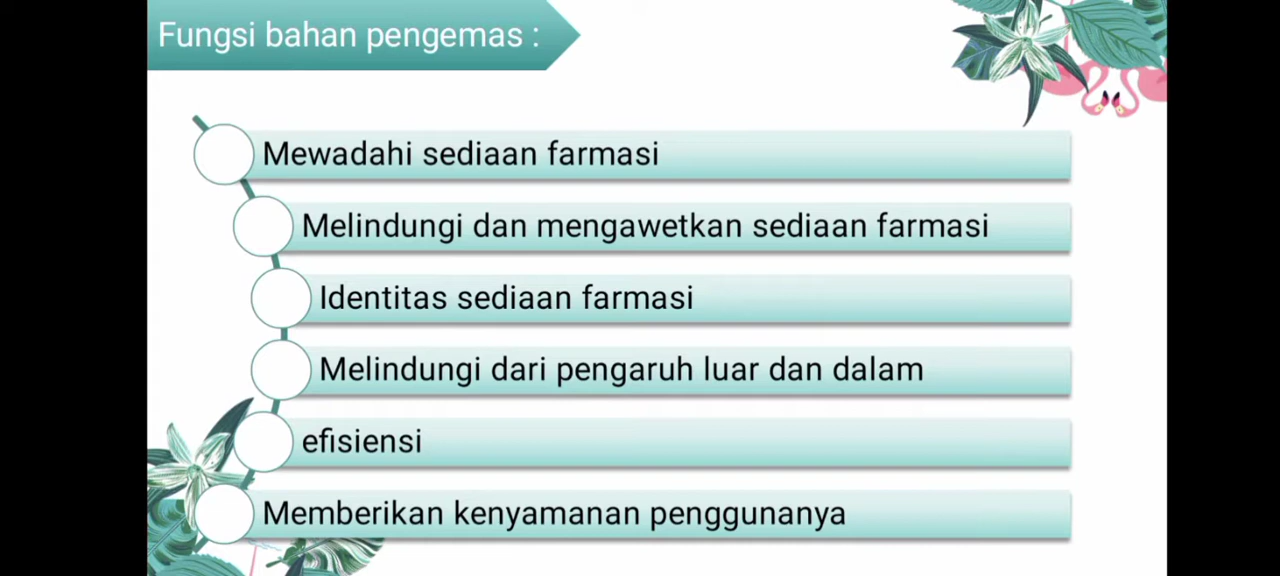 Fungsi bahan pengemas :
Mewadahi sediaan farmasi
Melindungi dan mengawetkan sediaan farmasi
Identitas sediaan farmasi
Melindungi dari pengaruh luar dan dalam
efisiensi
Memberikan kenyamanan penggunanya